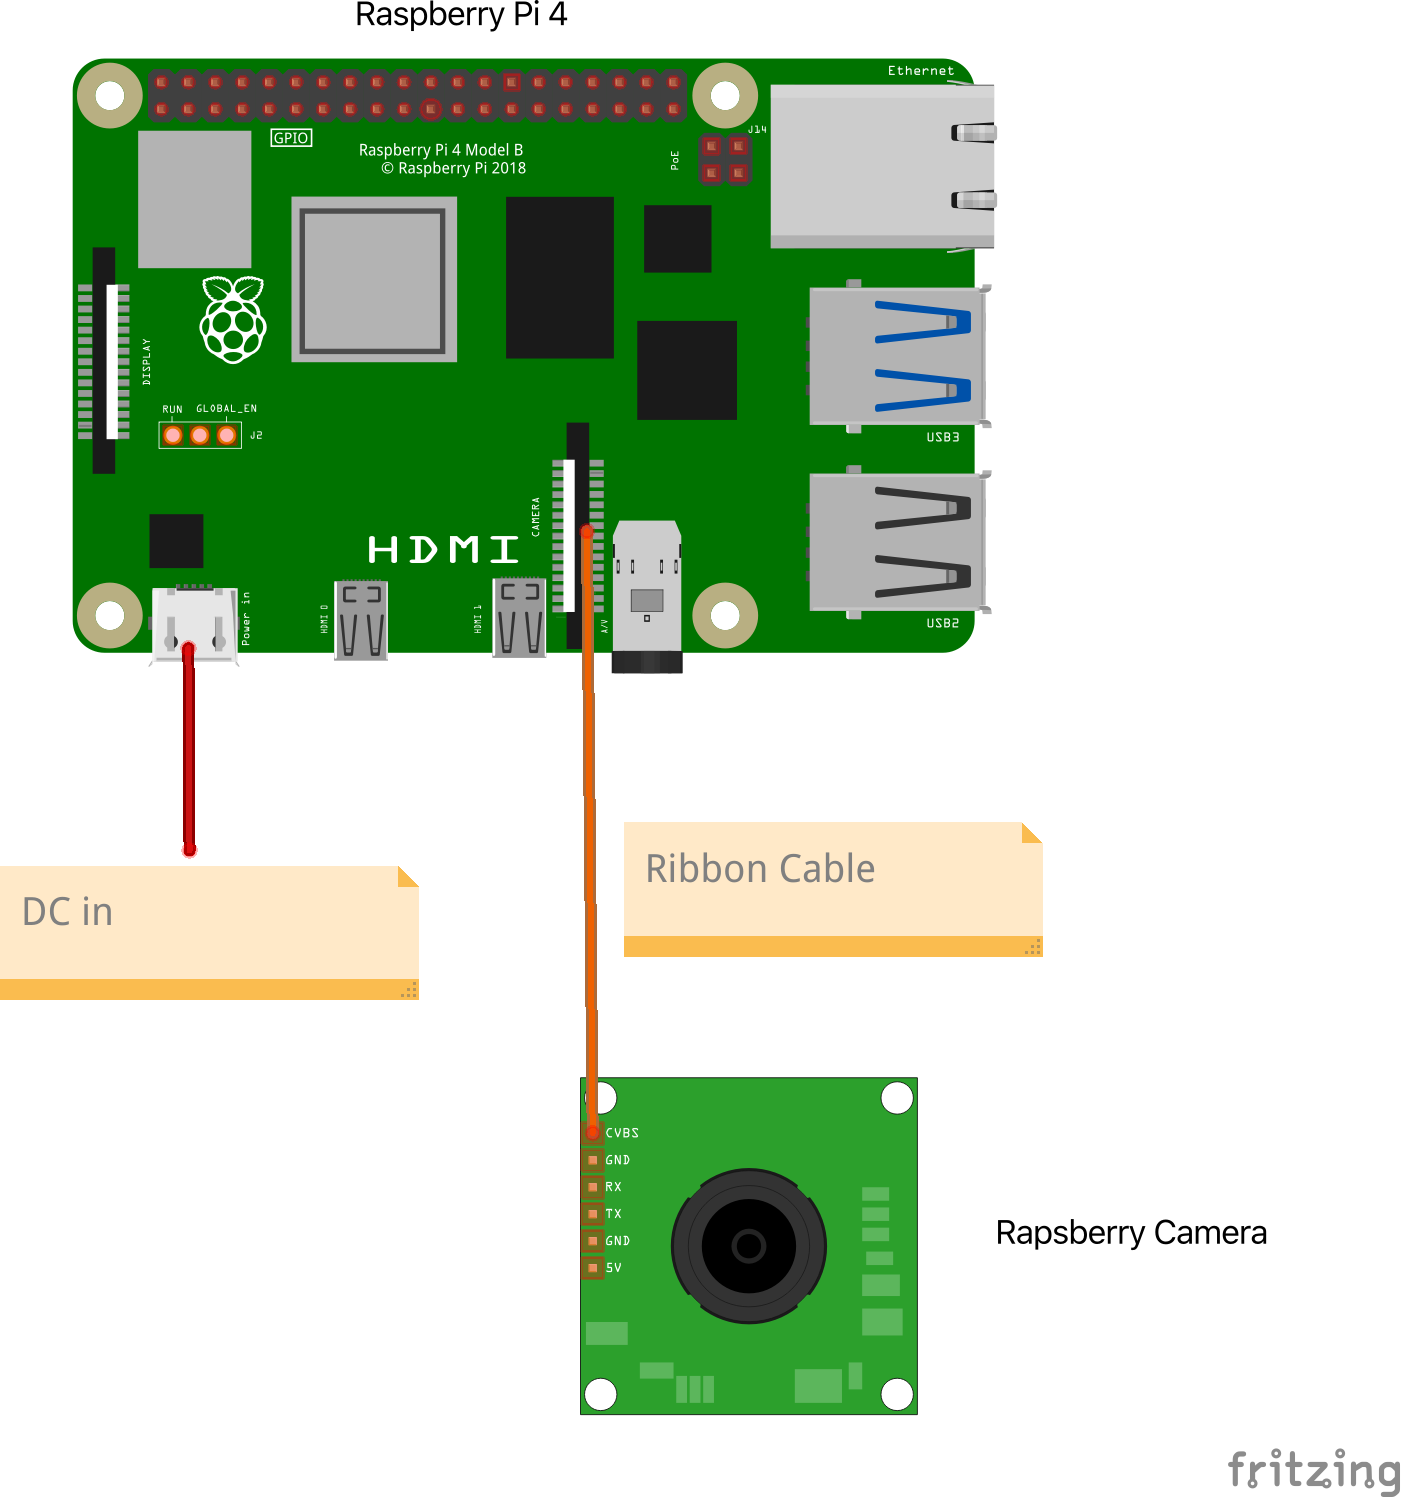 Raspberry Pi 4
Ethernet
J14
GPIO
Raspberry Pi 4 Model B
© Raspberry Pi 2018
PoE
DISPLAY
RUN GLOBAL_EN
J2
USB3
CAMERA
HDMI
Power in
HDMI 0
HDMI 1
A/V
USB2
Ribbon Cable
DC in
CVBS
GND
RX
TX
GND
5V
Rapsberry Camera
fritzing